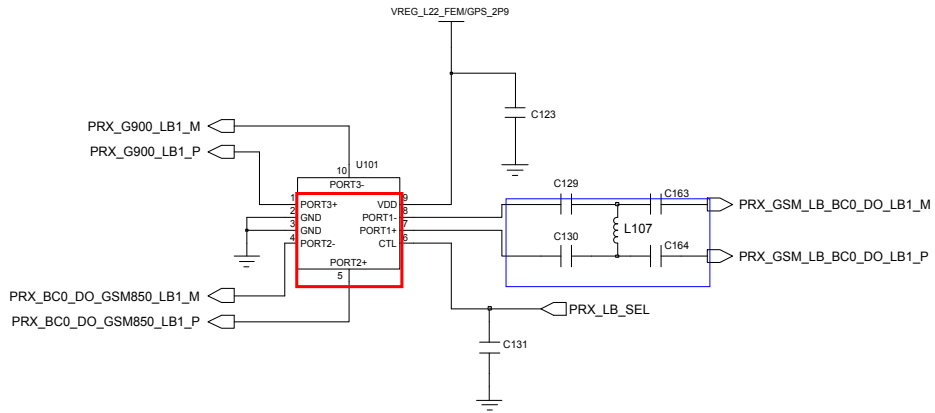 VREG_L22_FEM/GPS_2P9
C123
PRX_G900_LB1_M
PRX_G900_LB1_P
10
U101
PORT3-
1
PORT3+
VDD
9
2
GND
PORT1-
8
3
GND
PORT1+
7
4
PORT2-
CTL
6
PORT2+
5
C129
C163
PRX_GSM_LB_BC0_DO_LB1_M
L107
C130
C164
PRX_GSM_LB_BC0_DO_LB1_P
PRX_BC0_DO_GSM850_LB1_M
PRX_BC0_DO_GSM850_LB1_P
PRX_LB_SEL
C131